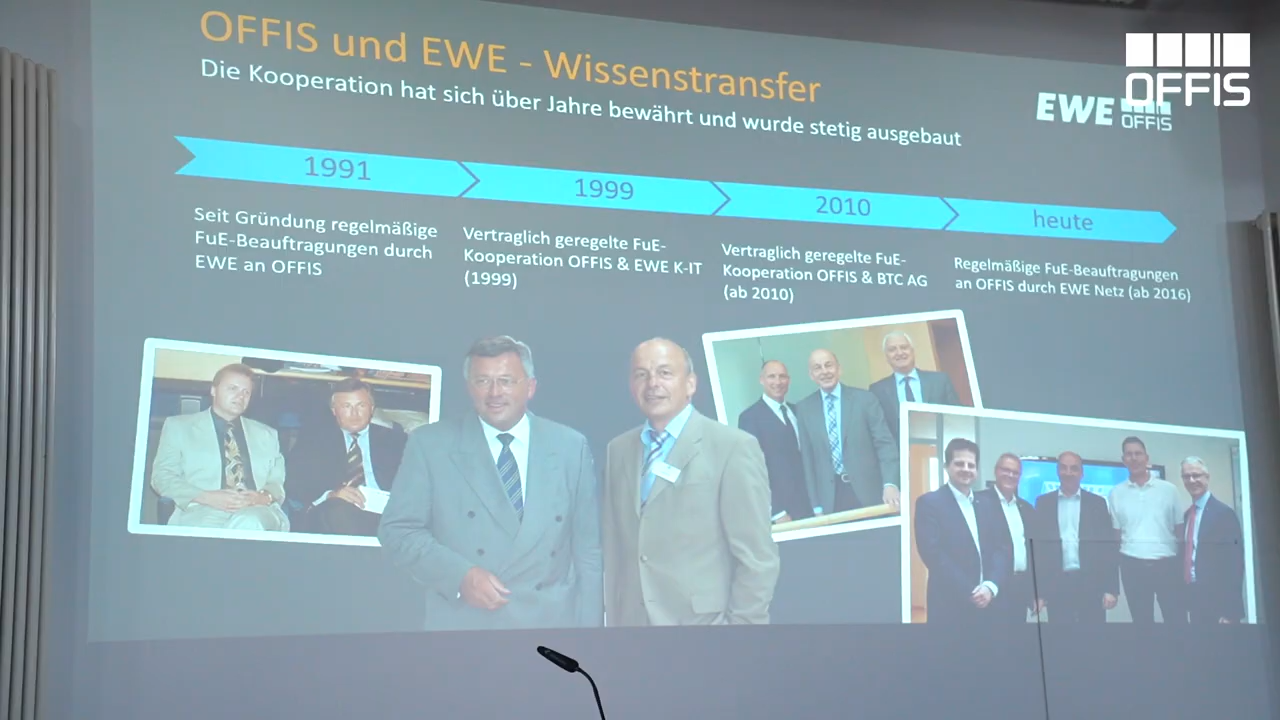 OFFIS und EWE - Wissenstransfer
Die Kooperation hat sich über Jahre bewährt und wurde stetig ausgebaut
EWE
OFFIS
OFFIS
1991
1999
2010
heute
Seit Gründung regelmäßige
FuE-Beauftragungen durch
EWE an OFFIS
Vertraglich geregelte FuE-
Kooperation OFFIS & EWE K-IT
(1999)
Vertraglich geregelte FuE-
Kooperation OFFIS & BTC AG
(ab 2010)
Regelmäßige FuE-Beauftragungen
an OFFIS durch EWE Netz (ab 2016)